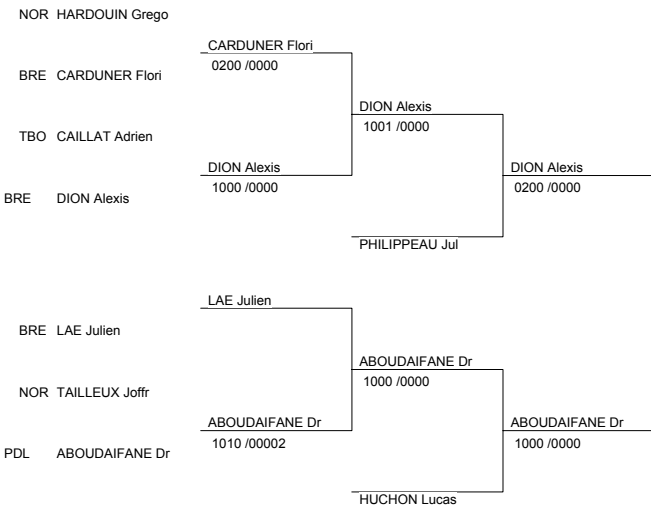 NOR HARDOUIN Grego
CARDUNER Flori
0200 /0000
BRE CARDUNER Flori
DION Alexis
1001 /0000
TBO CAILLAT Adrien
DION Alexis
1000 /0000
DION Alexis
0200 /0000
BRE DION Alexis
PHILIPPEAU Jul
LAE Julien
BRE LAE Julien
ABOUDAIFANE Dr
1000 /0000
NOR TAILLEUX Joffr
ABOUDAIFANE Dr
1010 /00002
ABOUDAIFANE Dr
1000 /0000
PDL ABOUDAIFANE Dr
HUCHON Lucas